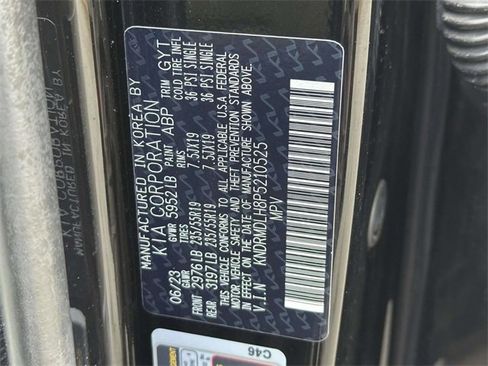 MANUFACTURED IN KOREA BY
KIA CORPORATION
06/23 GVWR 5952 LB PAINT ABP TRIM GYT
GAWR TIRES RIMS COLD TIRE INFL
FRONT 2976 LB 235/55R19 7.5JX19 36 PSI SINGLE
REAR 3197 LB 235/55R19 7.5JX19 36 PSI SINGLE
THIS VEHICLE CONFORMS TO ALL APPLICABLE U.S.A FEDERAL
MOTOR VEHICLE SAFETY AND THEFT PREVENTION STANDARDS
IN EFFECT ON THE DATE OF MANUFACTURE SHOWN ABOVE.
V.I.N KNDRMDLH8P5210525
MPV
C46